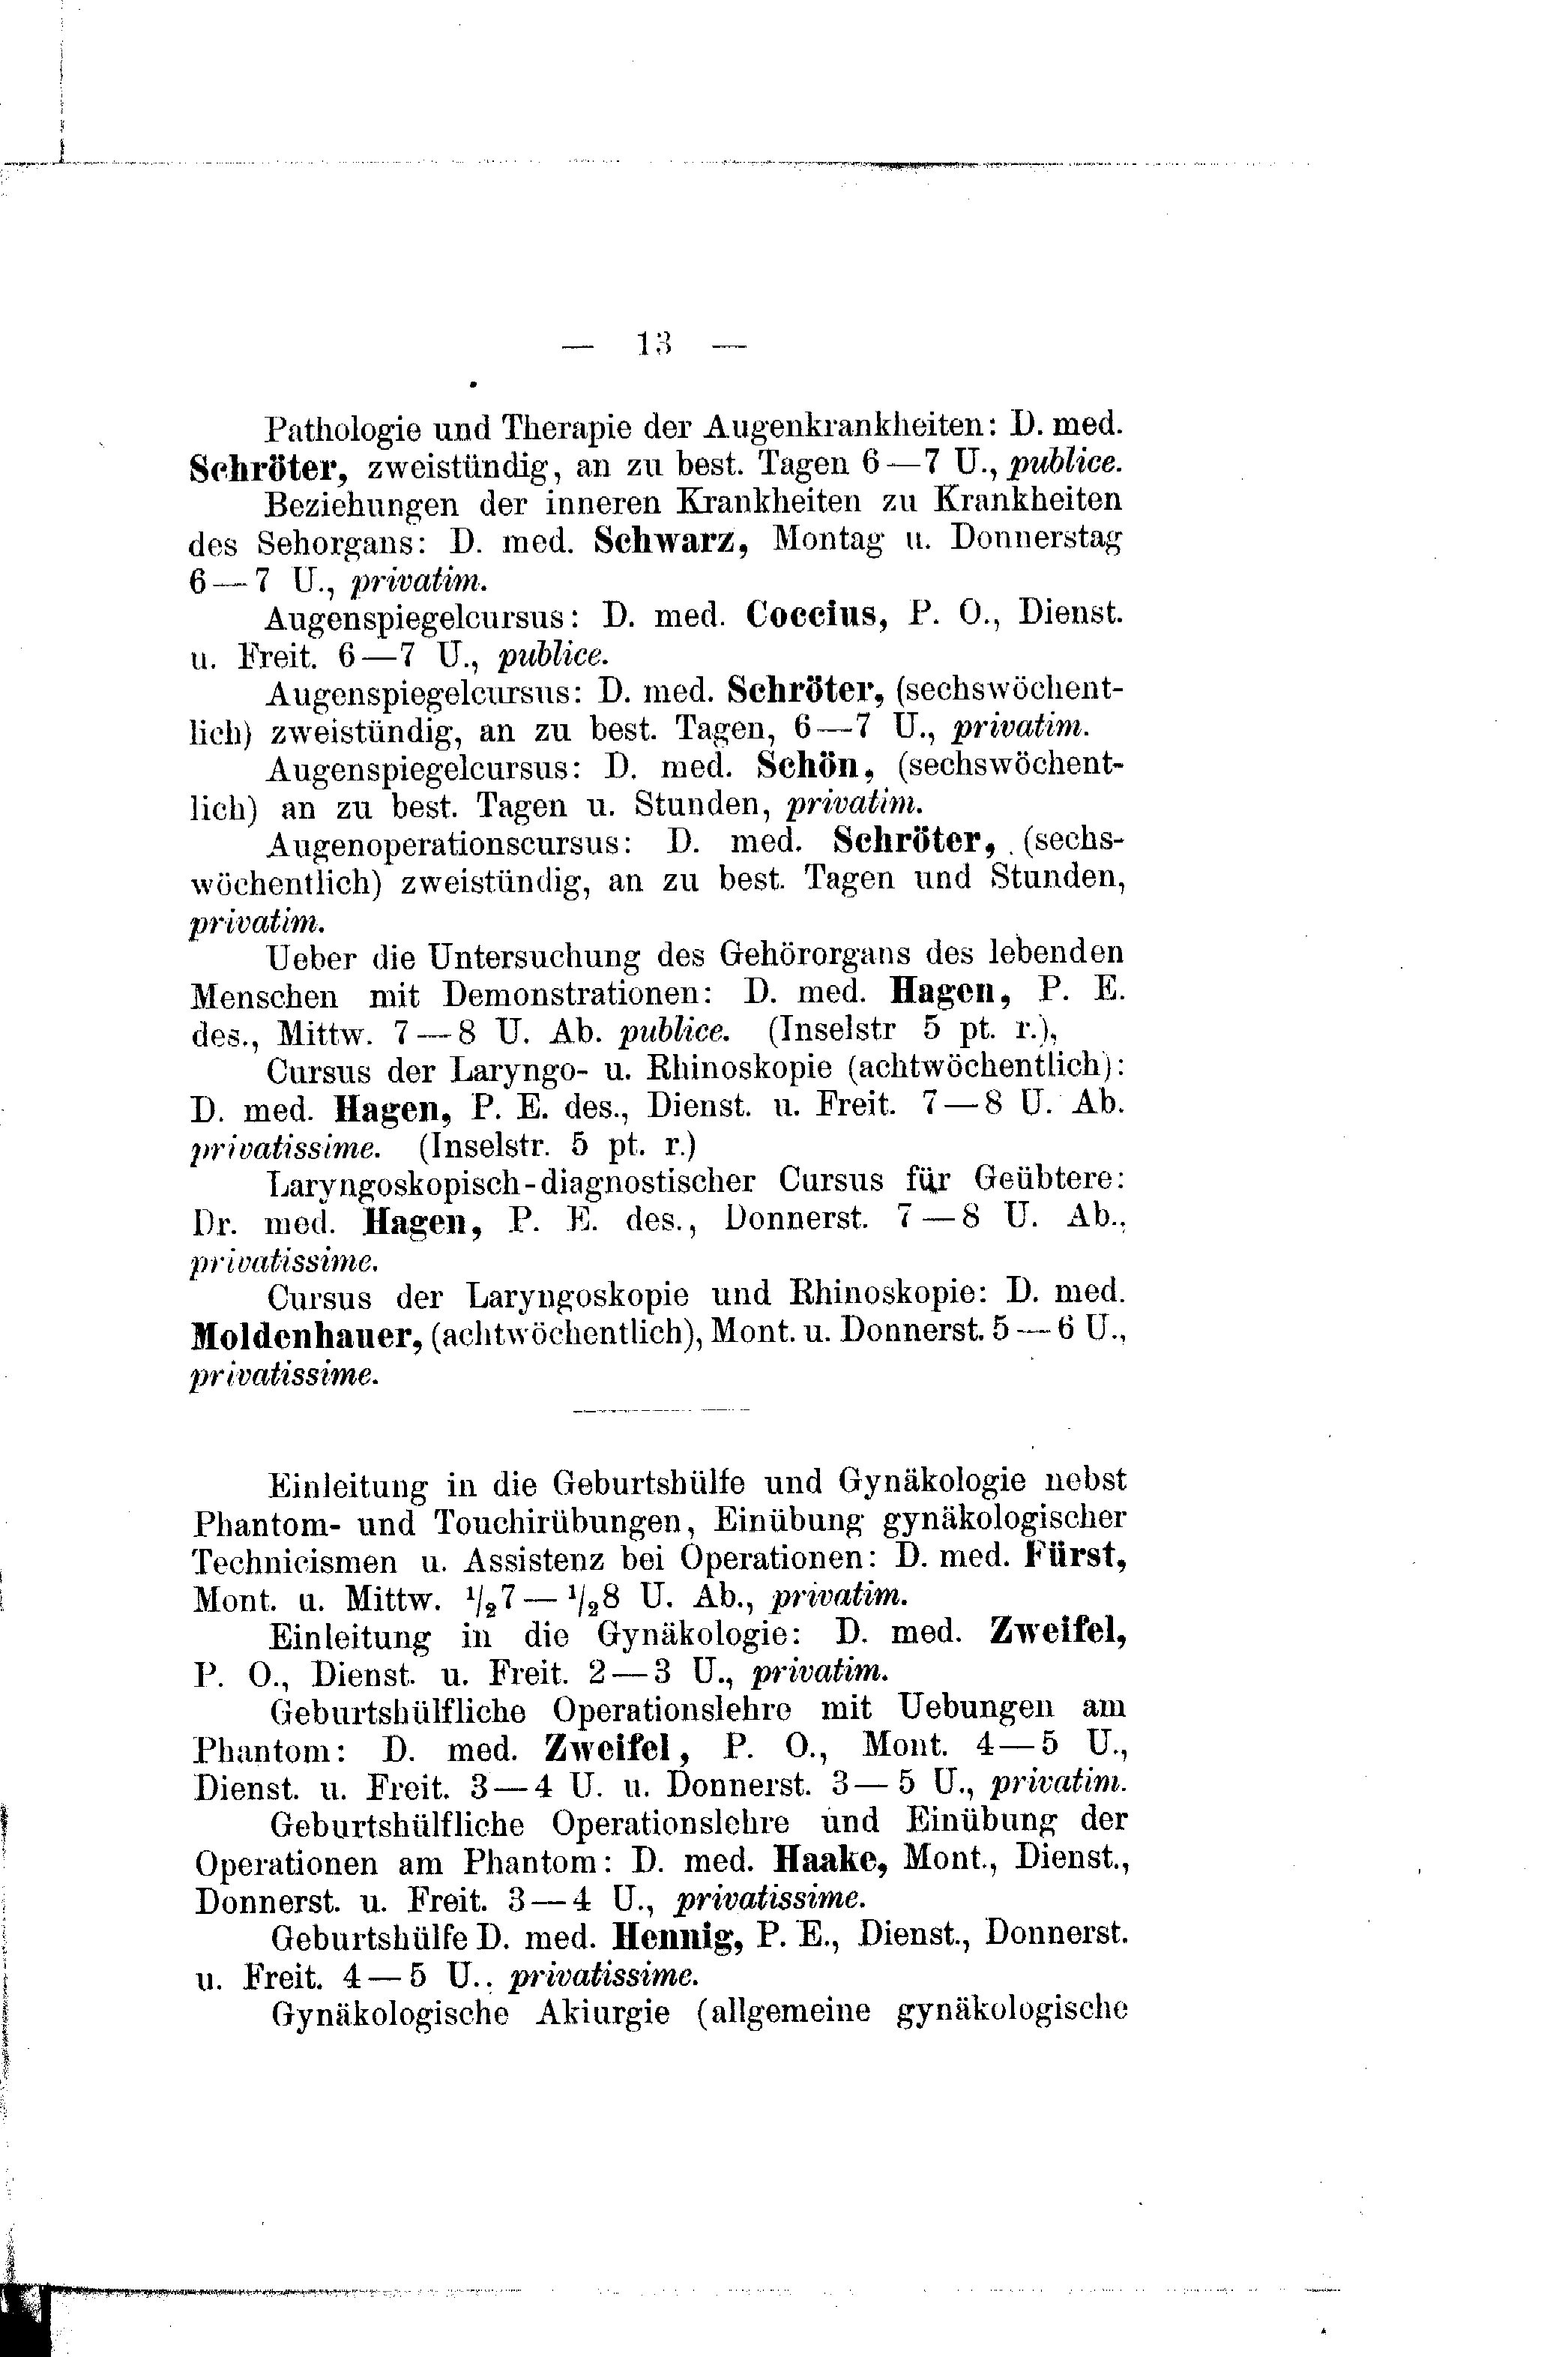 — 13 —
Pathologie und Therapie der Augenkrankheiten: D. med.
Schröter, zweistündig, an zu best. Tagen 6—7 U., publice.
Beziehungen der inneren Krankheiten zu Krankheiten
des Sehorgans: D. med. Schwarz, Montag u. Donnerstag
6—7 U., privatim.
Augenspiegelcursus: D. med. Coccius, P. O., Dienst.
u. Freit. 6—7 U., publice.
Augenspiegelcursus: D. med. Schröter, (sechswöchent-
lich) zweistündig, an zu best. Tagen, 6—7 U., privatim.
Augenspiegelcursus: D. med. Schön, (sechswöchent-
lich) an zu best. Tagen u. Stunden, privatim.
Augenoperationscursus: D. med. Schröter, (sechs-
wöchentlich) zweistündig, an zu best. Tagen und Stunden,
privatim.
Ueber die Untersuchung des Gehörorgans des lebenden
Menschen mit Demonstrationen: D. med. Hagen, P. E.
des., Mittw. 7—8 U. Ab. publice. (Inselstr 5 pt. r.),
Cursus der Laryngo- u. Rhinoskopie (achtwöchentlich):
D. med. Hagen, P. E. des., Dienst. u. Freit. 7—8 U. Ab.
privatissime. (Inselstr. 5 pt. r.)
Laryngoskopisch-diagnostischer Cursus für Geübtere:
Dr. med. Hagen, P. E. des., Donnerst. 7—8 U. Ab.,
privatissime.
Cursus der Laryngoskopie und Rhinoskopie: D. med.
Moldenhauer, (achtwöchentlich), Mont. u. Donnerst. 5—6 U.,
privatissime.
Einleitung in die Geburtshülfe und Gynäkologie nebst
Phantom- und Touchirübungen, Einübung gynäkologischer
Technicismen u. Assistenz bei Operationen: D. med. Fürst,
Mont. u. Mittw. 1/27—1/28 U. Ab., privatim.
Einleitung in die Gynäkologie: D. med. Zweifel,
P. O., Dienst. u. Freit. 2—3 U., privatim.
Geburtshülfliche Operationslehre mit Uebungen am
Phantom: D. med. Zweifel, P. O., Mont. 4—5 U.,
Dienst. u. Freit. 3—4 U. u. Donnerst. 3—5 U., privatim.
Geburtshülfliche Operationslehre und Einübung der
Operationen am Phantom: D. med. Haake, Mont., Dienst.,
Donnerst. u. Freit. 3—4 U., privatissime.
Geburtshülfe D. med. Hennig, P. E., Dienst., Donnerst.
u. Freit. 4—5 U., privatissime.
Gynäkologische Akiurgie (allgemeine gynäkologische